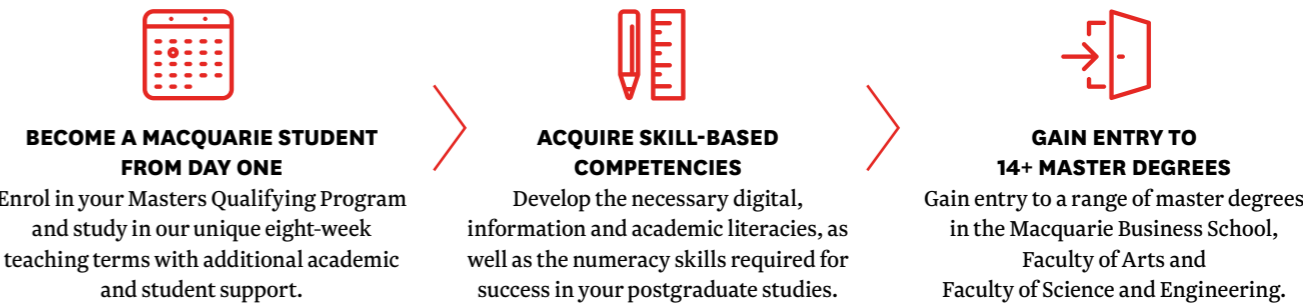 BECOME A MACQUARIE STUDENT
FROM DAY ONE
Enrol in your Masters Qualifying Program
and study in our unique eight-week
teaching terms with additional academic
and student support.
ACQUIRE SKILL-BASED
COMPETENCIES
Develop the necessary digital,
information and academic literacies, as
well as the numeracy skills required for
success in your postgraduate studies.
GAIN ENTRY TO
14+ MASTER DEGREES
Gain entry to a range of master degrees
in the Macquarie Business School,
Faculty of Arts and
Faculty of Science and Engineering.